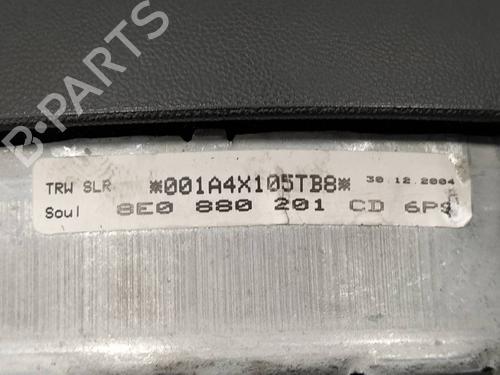 B-PARTS
TRW SLR *001A4X105TB8* 30.12.2004
Soul 8E0 880 201 CD 6PS